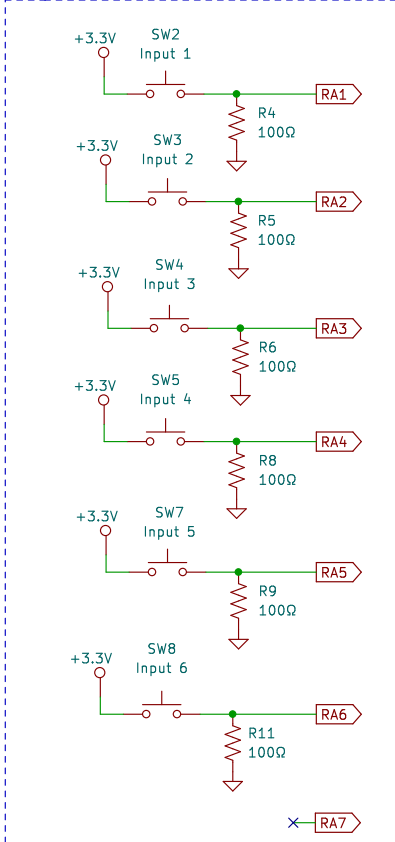 SW2
+3.3V
Input 1
RA1
R4
100Ω
SW3
+3.3V
Input 2
RA2
R5
100Ω
SW4
+3.3V
Input 3
RA3
R6
100Ω
SW5
+3.3V
Input 4
RA4
R8
100Ω
SW7
+3.3V
Input 5
RA5
R9
100Ω
SW8
+3.3V
Input 6
RA6
R11
100Ω
RA7